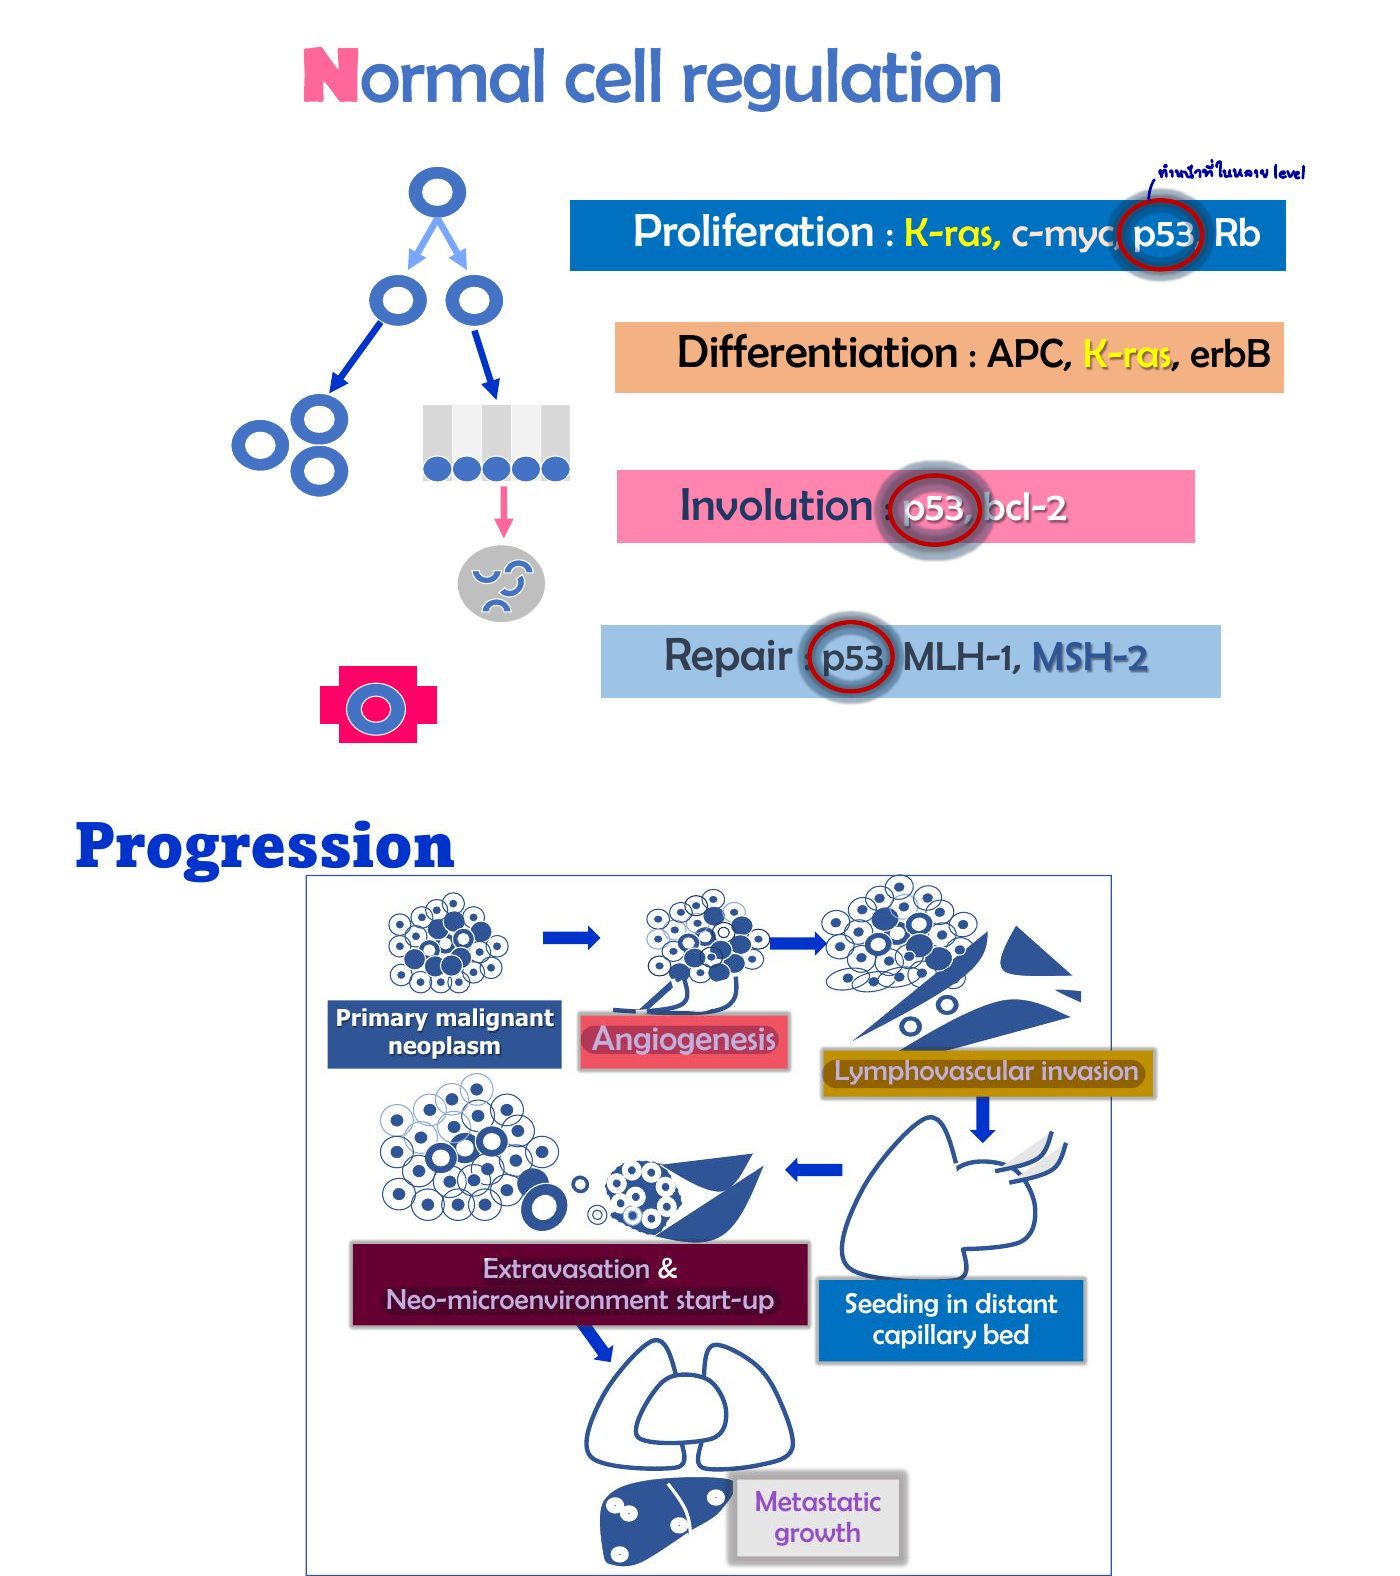 Normal cell regulation
ทำหน้าที่ในหลาย level
Proliferation : K-ras, c-myc, p53, Rb
Differentiation : APC, K-ras, erbB
Involution : p53, bcl-2
Repair : p53, MLH-1, MSH-2
Progression
Primary malignant
neoplasm
Angiogenesis
Lymphovascular invasion
Extravasation &
Neo-microenvironment start-up
Seeding in distant
capillary bed
Metastatic
growth